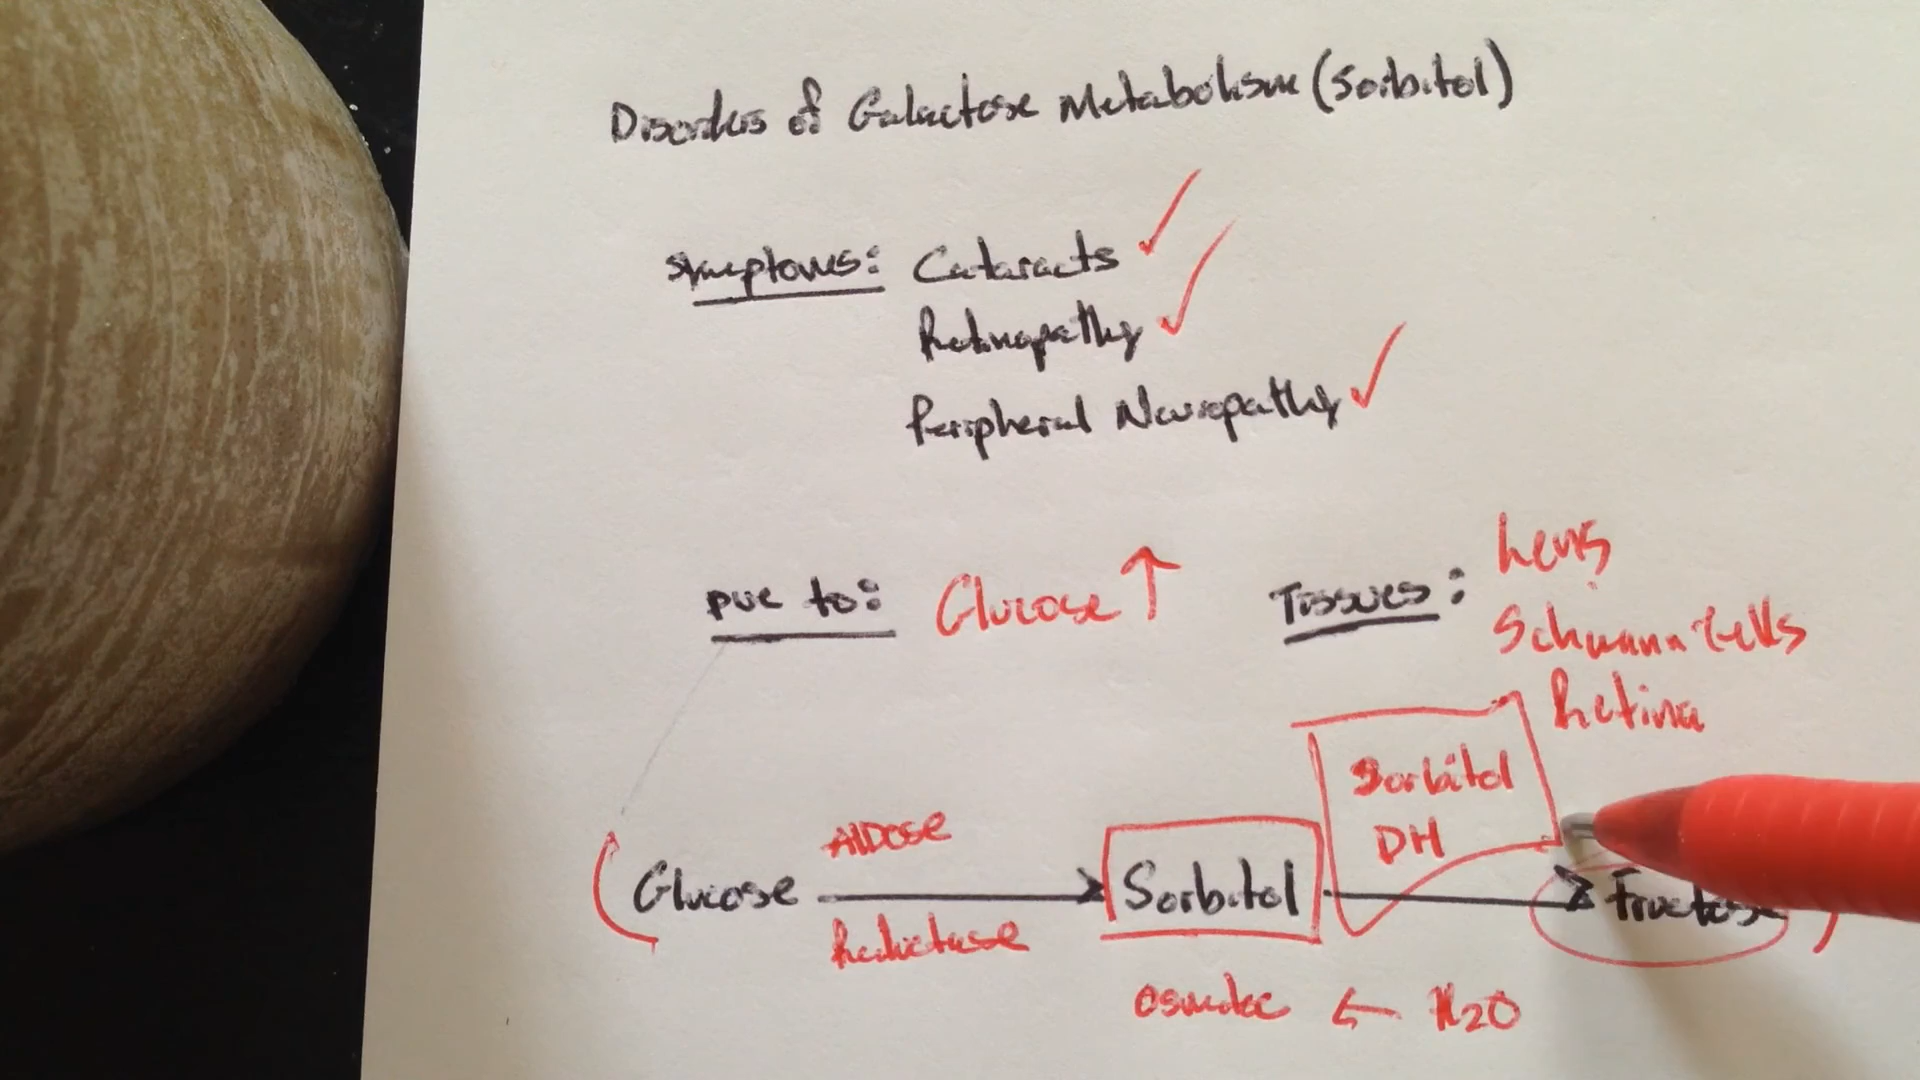 Disorders of Galactose Metabolism (Sorbitol)
Symptoms: Cataracts
Retinopathy
Peripheral Neuropathy
Due to: Glucose ↑
Tissues: Lens
Schwann Cells
Retina
Sorbitol
DH
Aldose
Glucose → Sorbitol → Fructose
Reductase
Osmotic ← H2O